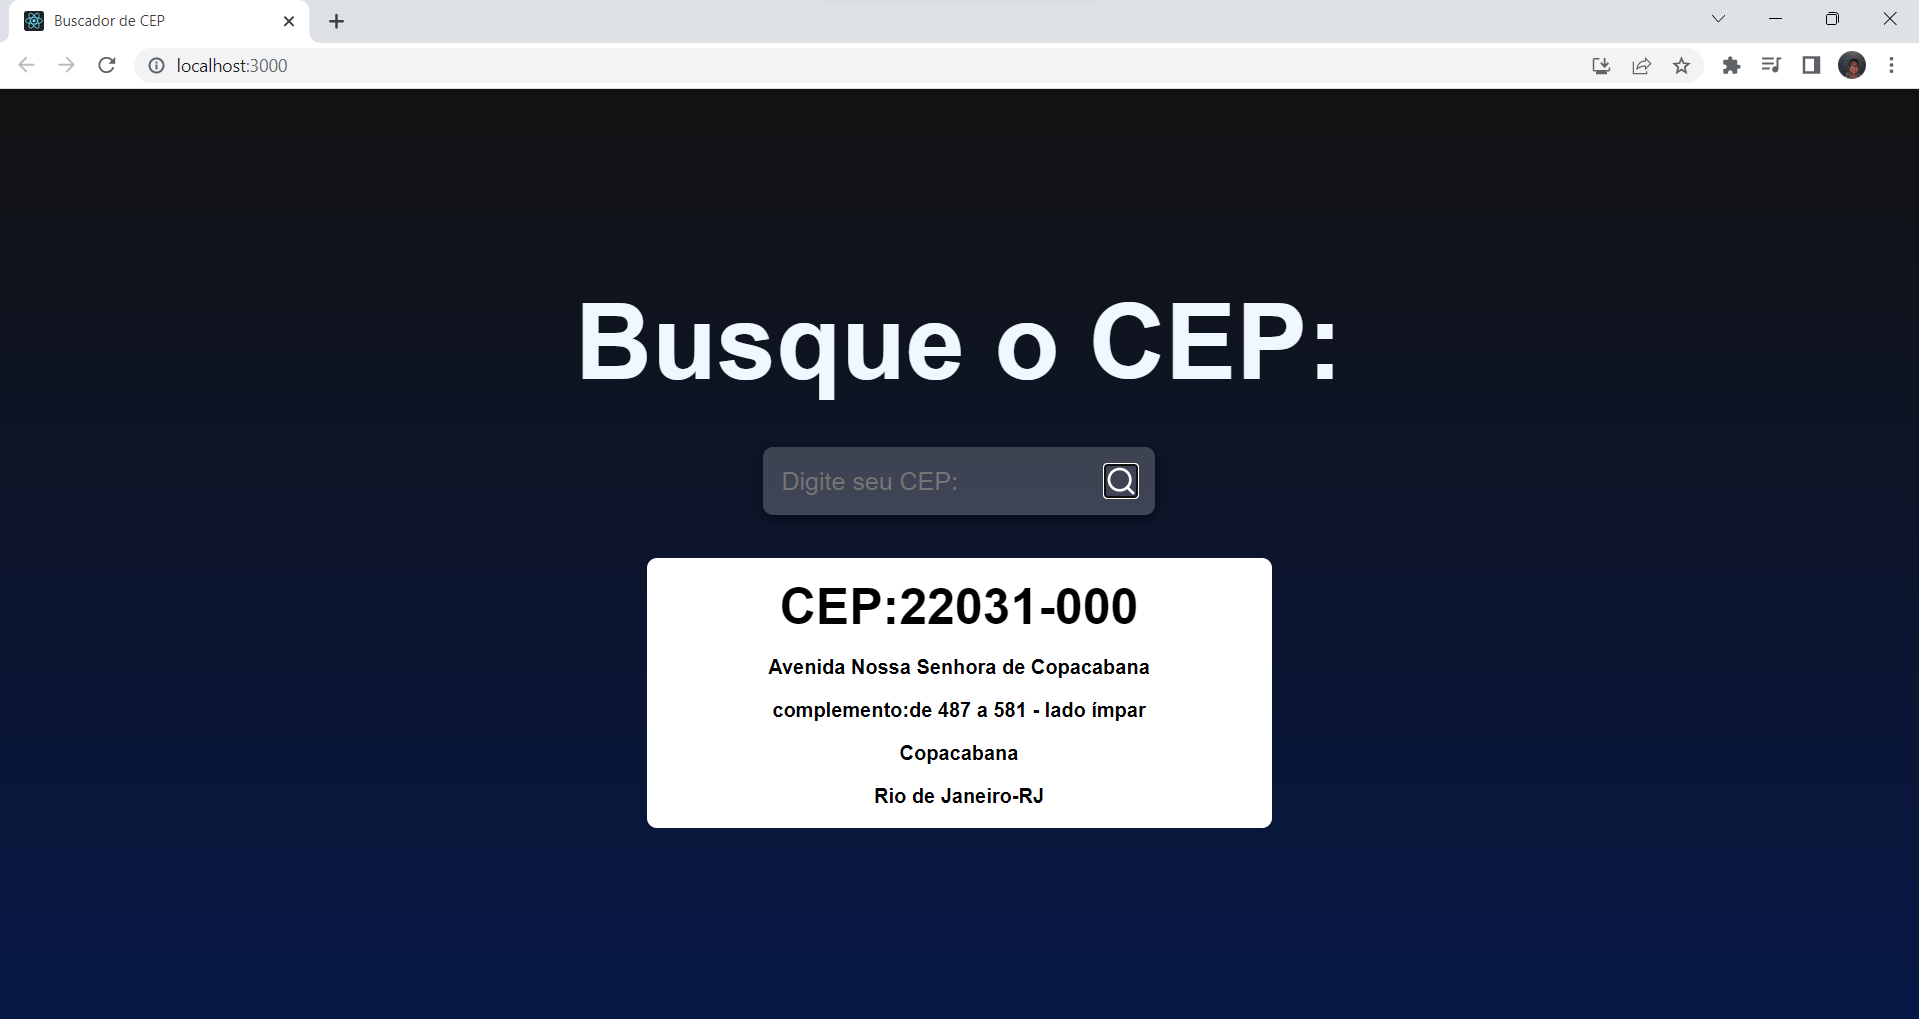 Buscador de CEP
localhost:3000
Busque o CEP:
Digite seu CEP:
CEP:22031-000
Avenida Nossa Senhora de Copacabana
complemento:de 487 a 581 - lado ímpar
Copacabana
Rio de Janeiro-RJ